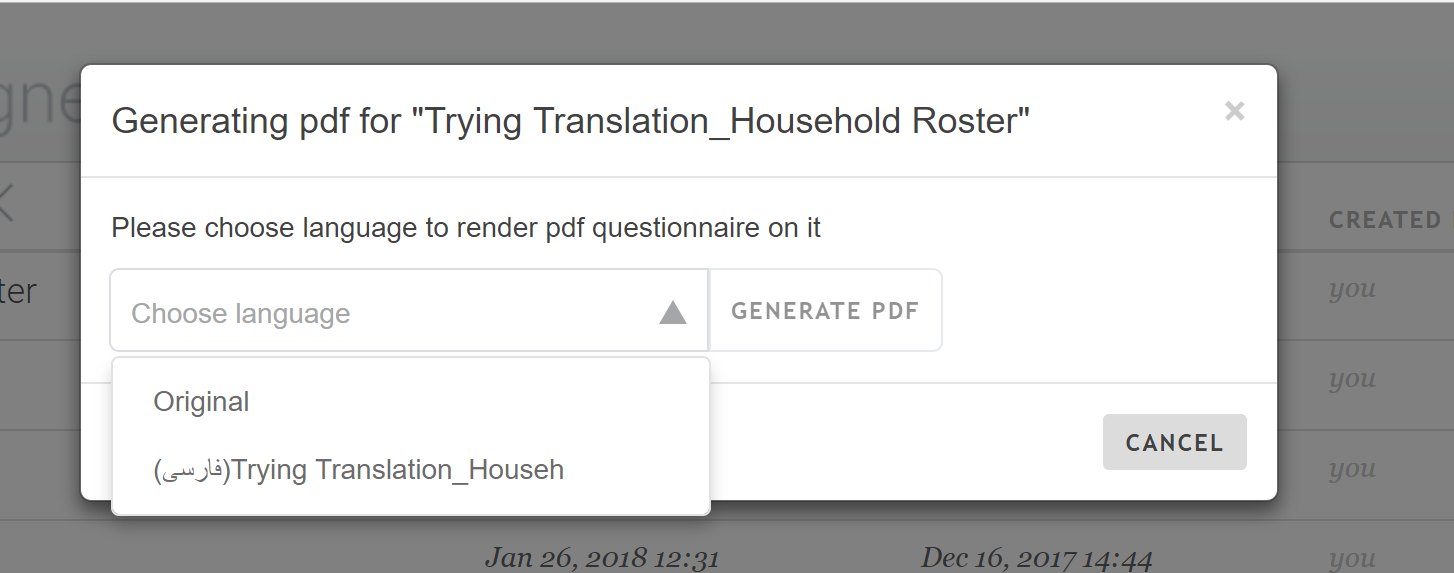 Generating pdf for "Trying Translation_Household Roster"
×
Please choose language to render pdf questionnaire on it
CREATED
Choose language
GENERATE PDF
you
Original
you
CANCEL
(فارسی)Trying Translation_Househ
you
Jan 26, 2018 12:31
Dec 16, 2017 14:44
you